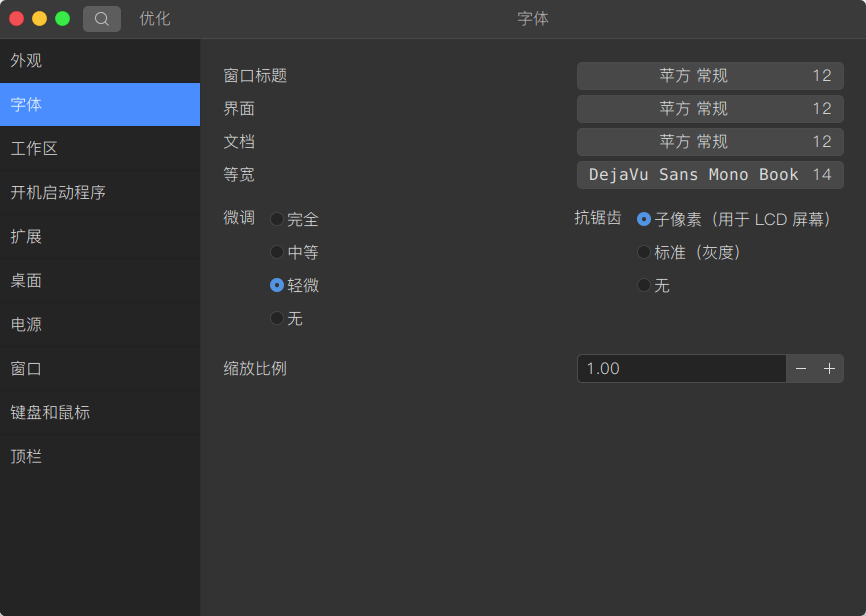 优化
字体
外观
字体
工作区
开机启动程序
扩展
桌面
电源
窗口
键盘和鼠标
顶栏
窗口标题 苹方 常规 12
界面 苹方 常规 12
文档 苹方 常规 12
等宽 DejaVu Sans Mono Book 14
微调 完全
中等
轻微
无
抗锯齿 子像素（用于 LCD 屏幕）
标准（灰度）
无
缩放比例 1.00 − +